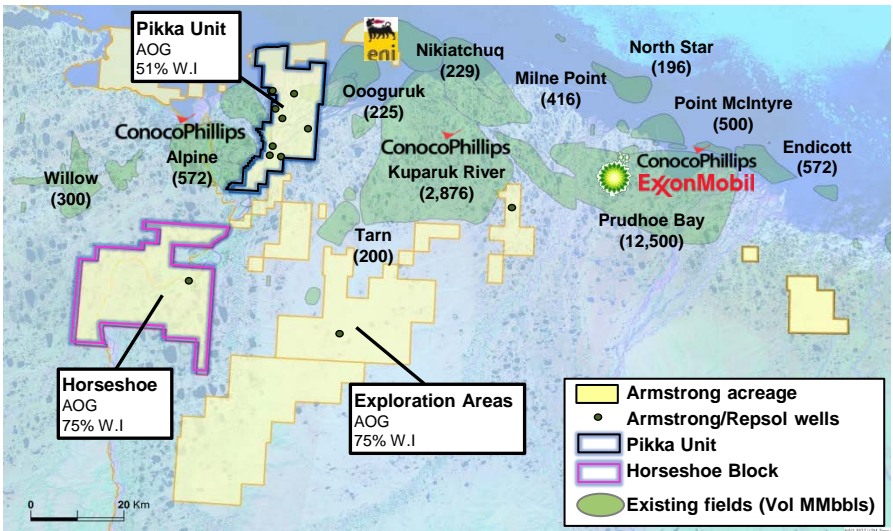 Pikka Unit
AOG
51% W.I
eni
Nikiatchuq
(229)
North Star
(196)
Oooguruk
(225)
Milne Point
(416)
Point McIntyre
(500)
ConocoPhillips
Alpine
(572)
ConocoPhillips
Kuparuk River
(2,876)
ConocoPhillips
ExxonMobil
Endicott
(572)
Willow
(300)
Tarn
(200)
Prudhoe Bay
(12,500)
Horseshoe
AOG
75% W.I
Exploration Areas
AOG
75% W.I
Armstrong acreage
Armstrong/Repsol wells
Pikka Unit
Horseshoe Block
Existing fields (Vol MMbbls)
0
20 Km